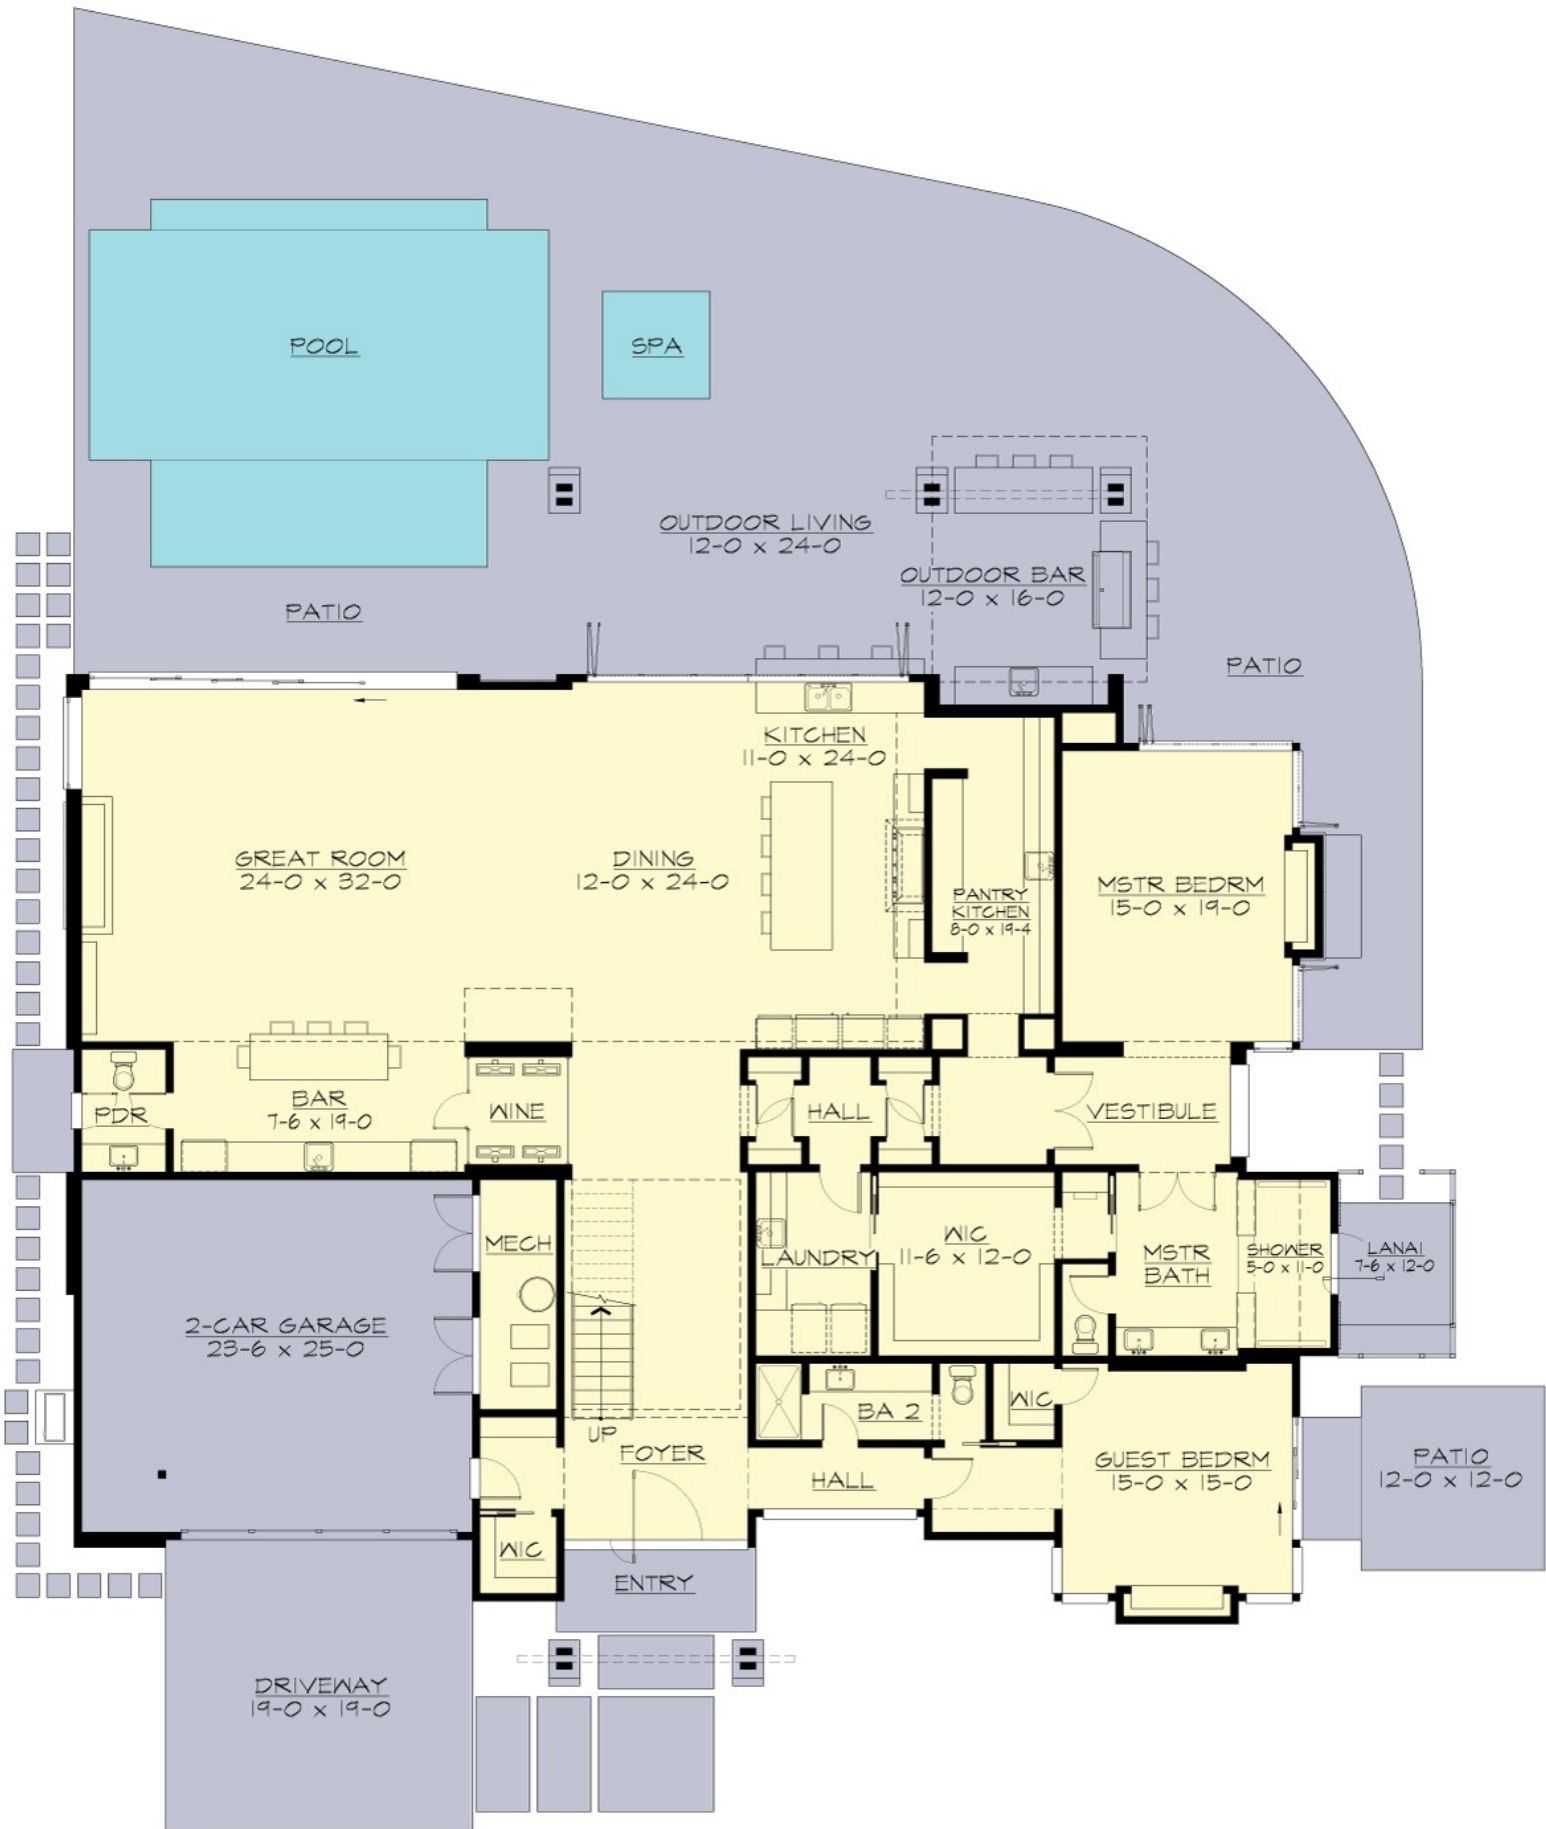 POOL
SPA
OUTDOOR LIVING
12-0 x 24-0
OUTDOOR BAR
12-0 x 16-0
PATIO
PATIO
KITCHEN
11-0 x 24-0
GREAT ROOM
24-0 x 32-0
DINING
12-0 x 24-0
PANTRY
KITCHEN
8-0 x 19-4
MSTR BEDRM
15-0 x 19-0
PDR
BAR
7-6 x 19-0
WINE
HALL
VESTIBULE
MECH
LAUNDRY
WIC
11-6 x 12-0
MSTR
BATH
SHOWER
5-0 x 11-0
LANAI
7-6 x 12-0
2-CAR GARAGE
23-6 x 25-0
UP
FOYER
BA 2
WIC
HALL
GUEST BEDRM
15-0 x 15-0
PATIO
12-0 x 12-0
WIC
ENTRY
DRIVEWAY
19-0 x 19-0